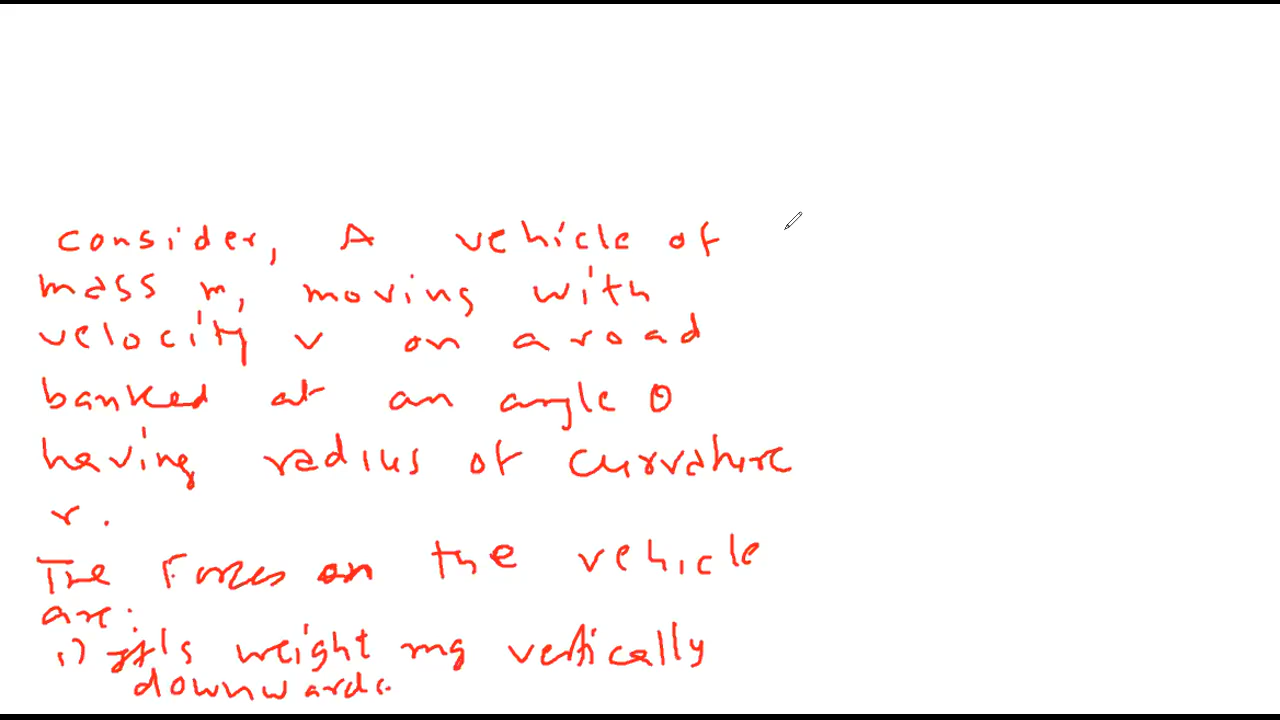 consider, A vehicle of
mass m, moving with
velocity v on a road
banked at an angle θ
having radius of curvature
r.
The Forces on the vehicle
are:
1) It's weight mg vertically
downwards.